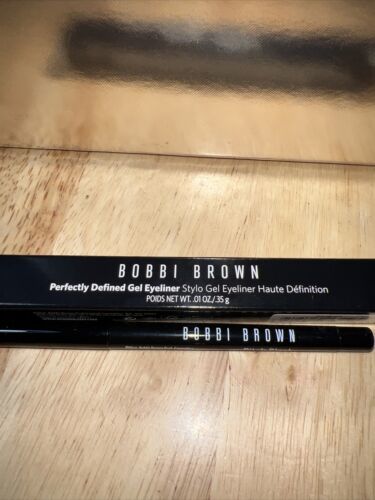 BOBBI BROWN
Perfectly Defined Gel Eyeliner Stylo Gel Eyeliner Haute Définition
POIDS NET WT. .01 OZ./.35 g
BOBBI BROWN